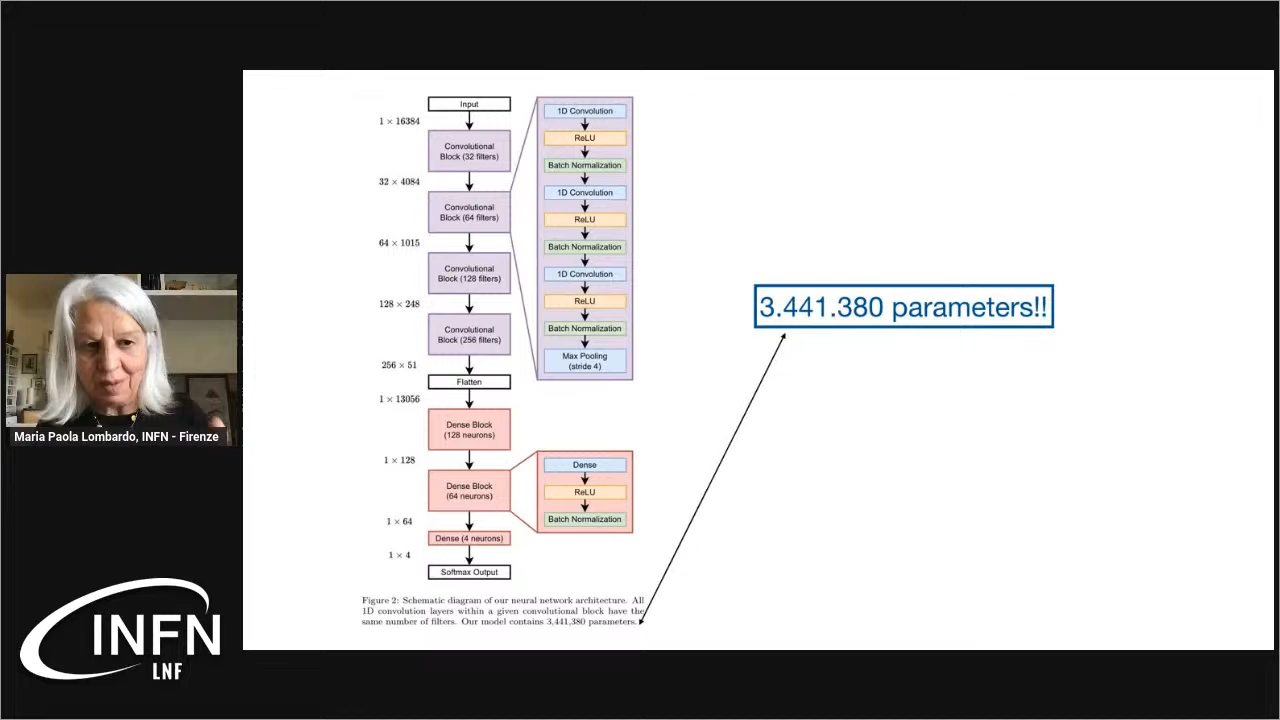 Input
1 × 16384
Convolutional
Block (32 filters)
32 × 4084
Convolutional
Block (64 filters)
64 × 1015
Convolutional
Block (128 filters)
128 × 248
Convolutional
Block (256 filters)
256 × 51
Flatten
1 × 13056
Dense Block
(128 neurons)
1 × 128
Dense Block
(64 neurons)
1 × 64
Dense (4 neurons)
1 × 4
Softmax Output
1D Convolution
ReLU
Batch Normalization
1D Convolution
ReLU
Batch Normalization
1D Convolution
ReLU
Batch Normalization
Max Pooling
(stride 4)
Dense
ReLU
Batch Normalization
Figure 2: Schematic diagram of our neural network architecture. All
1D convolution layers within a given convolutional block have the
same number of filters. Our model contains 3,441,380 parameters.
3.441.380 parameters!!
Maria Paola Lombardo, INFN - Firenze
INFN
LNF